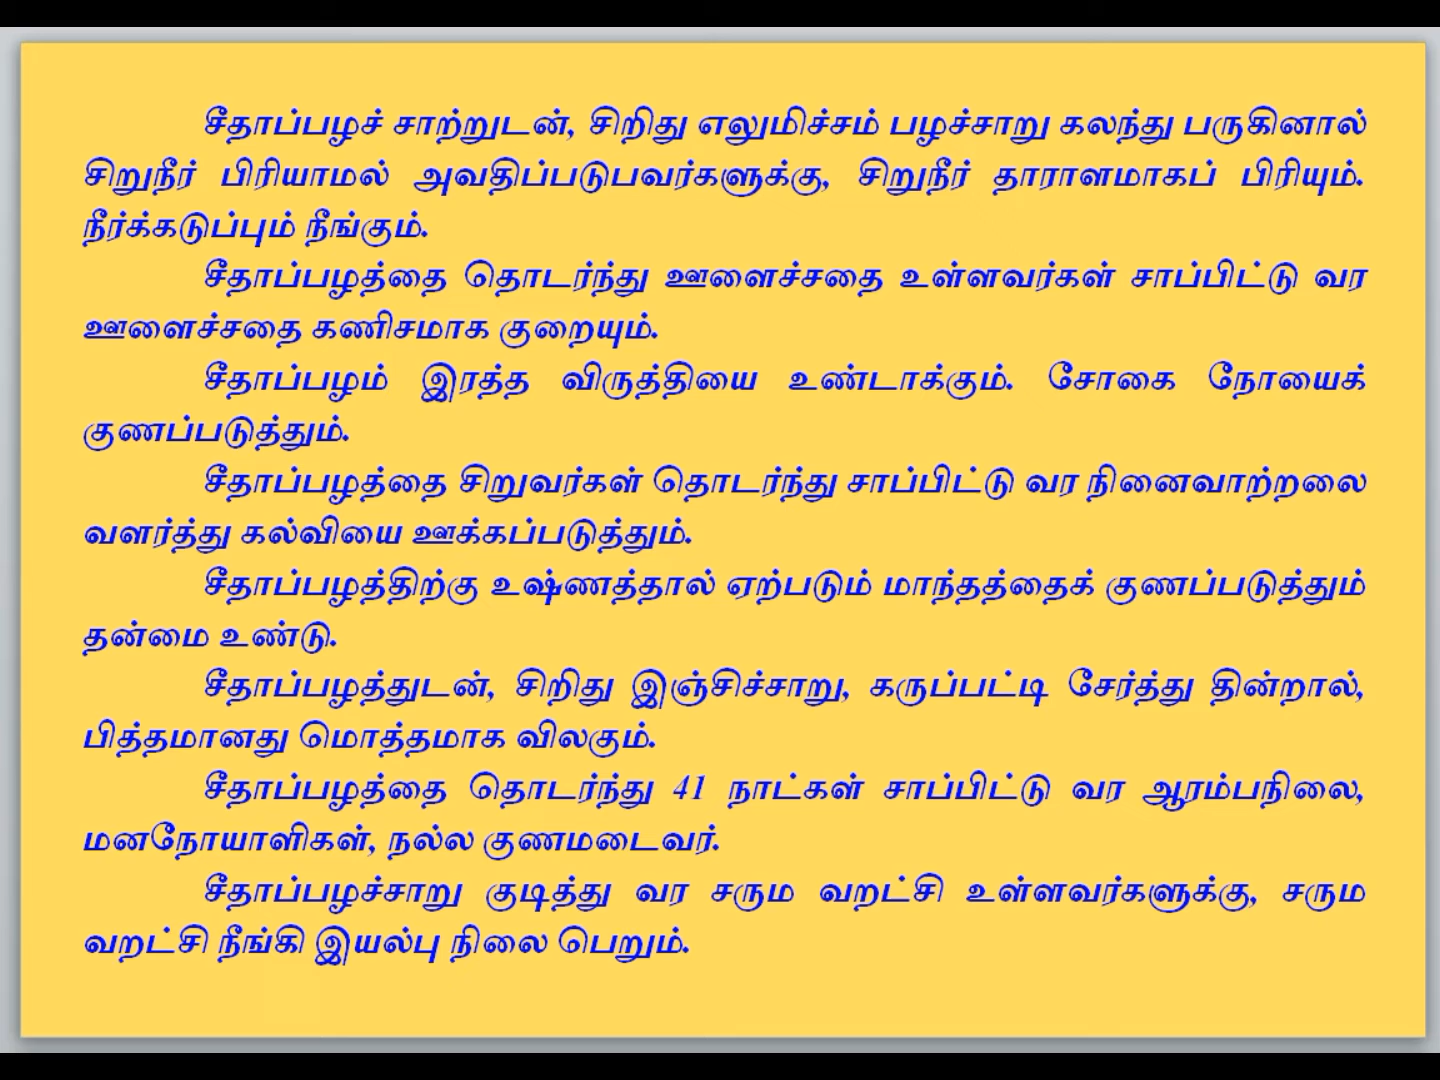 சீதாப்பழச் சாற்றுடன், சிறிது எலுமிச்சம் பழச்சாறு கலந்து பருகினால்
சிறுநீர் பிரியாமல் அவதிப்படுபவர்களுக்கு, சிறுநீர் தாராளமாகப் பிரியும்.
நீர்க்கடுப்பும் நீங்கும்.
சீதாப்பழத்தை தொடர்ந்து ஊளைச்சதை உள்ளவர்கள் சாப்பிட்டு வர
ஊளைச்சதை கணிசமாக குறையும்.
சீதாப்பழம் இரத்த விருத்தியை உண்டாக்கும். சோகை நோயைக்
குணப்படுத்தும்.
சீதாப்பழத்தை சிறுவர்கள் தொடர்ந்து சாப்பிட்டு வர நினைவாற்றலை
வளர்த்து கல்வியை ஊக்கப்படுத்தும்.
சீதாப்பழத்திற்கு உஷ்ணத்தால் ஏற்படும் மாந்தத்தைக் குணப்படுத்தும்
தன்மை உண்டு.
சீதாப்பழத்துடன், சிறிது இஞ்சிச்சாறு, கருப்பட்டி சேர்த்து தின்றால்,
பித்தமானது மொத்தமாக விலகும்.
சீதாப்பழத்தை தொடர்ந்து 41 நாட்கள் சாப்பிட்டு வர ஆரம்பநிலை,
மனநோயாளிகள், நல்ல குணமடைவர்.
சீதாப்பழச்சாறு குடித்து வர சரும வறட்சி உள்ளவர்களுக்கு, சரும
வறட்சி நீங்கி இயல்பு நிலை பெறும்.